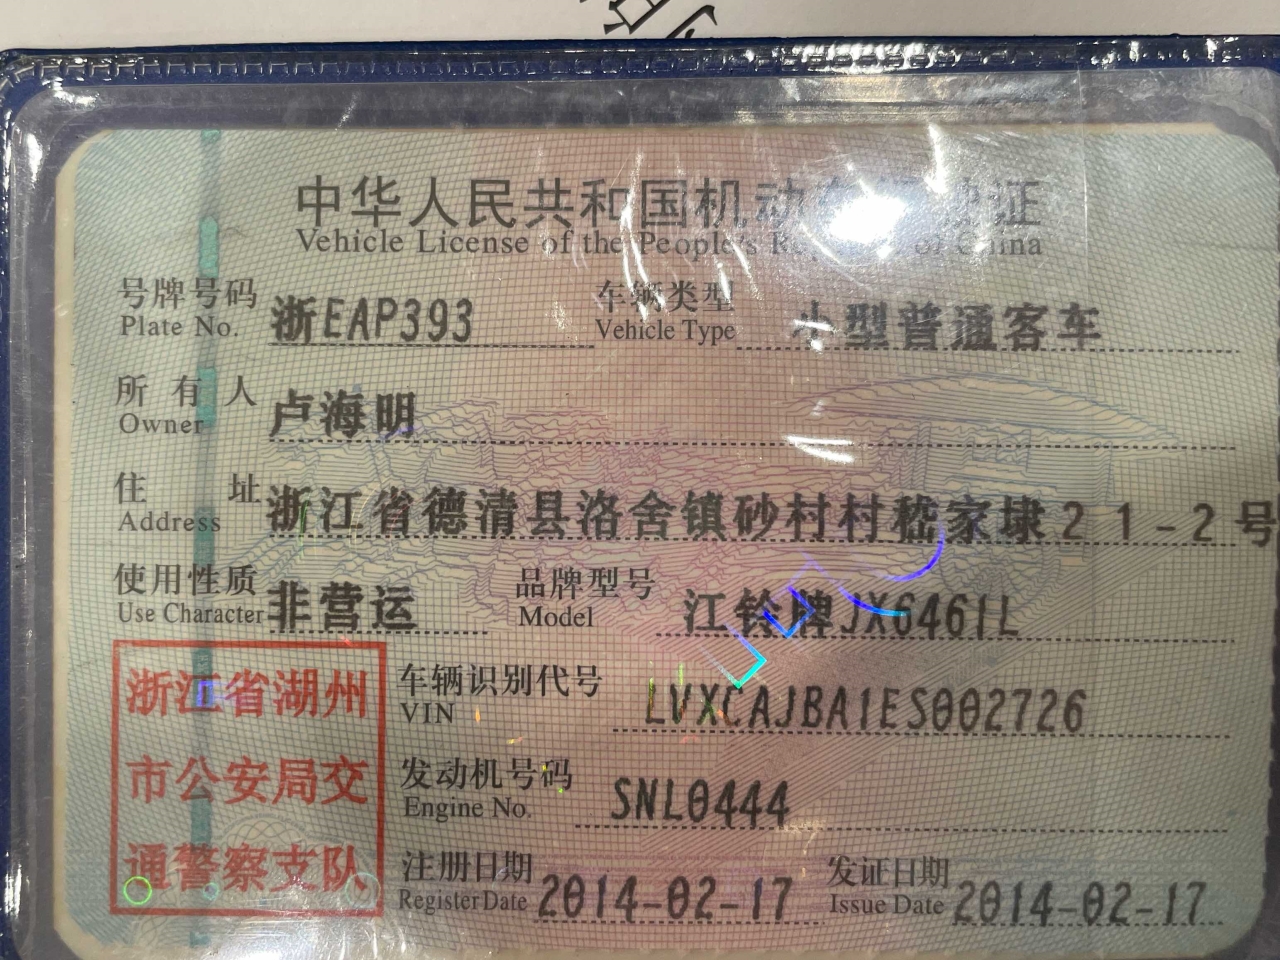 中华人民共和国机动 证
Vehicle License of the People's of China
号牌号码 浙EAP393 车辆类型 小型普通客车
Plate No. Vehicle Type
所有人 卢海明
Owner
住址 浙江省德清县洛舍镇砂村村嵇家埭21-2号
Address
使用性质 非营运 品牌型号 江铃牌JX6461L
Use Character Model
浙江省湖州
市公安局交
通警察支队
车辆识别代号 LVXCAJBA1ES002726
VIN
发动机号码 SNL0444
Engine No.
注册日期 2014-02-17 发证日期 2014-02-17
Register Date Issue Date